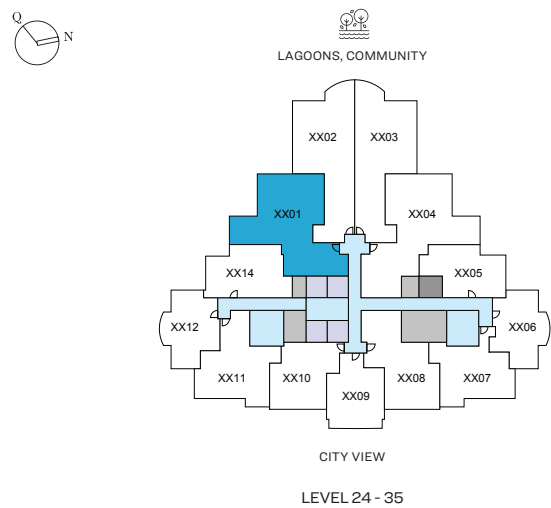 Q
N
LAGOONS, COMMUNITY
XX02 XX03
XX01 XX04
XX14 XX05
XX12 XX06
XX11 XX10 XX09 XX08 XX07
CITY VIEW
LEVEL 24 - 35